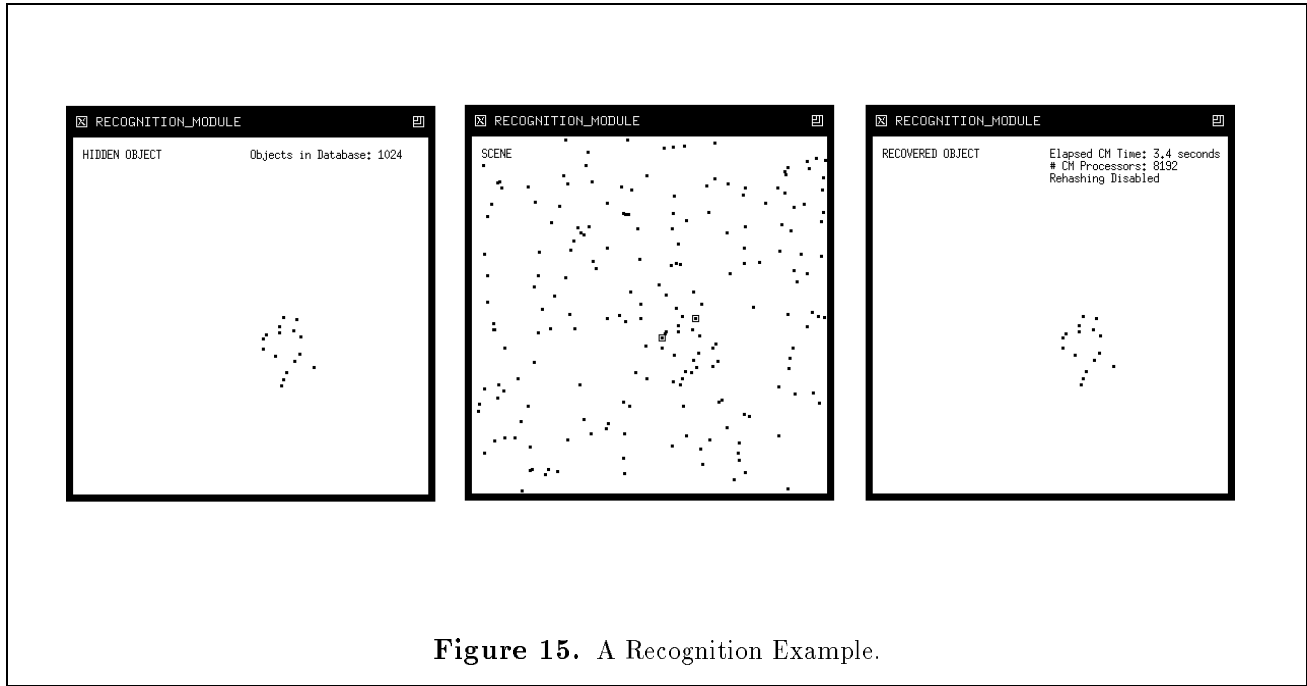 RECOGNITION_MODULE
HIDDEN OBJECT
Objects in Database: 1024
RECOGNITION_MODULE
SCENE
RECOGNITION_MODULE
RECOVERED OBJECT
Elapsed CM Time: 3.4 seconds
# CM Processors: 8192
Rehashing Disabled
Figure 15. A Recognition Example.